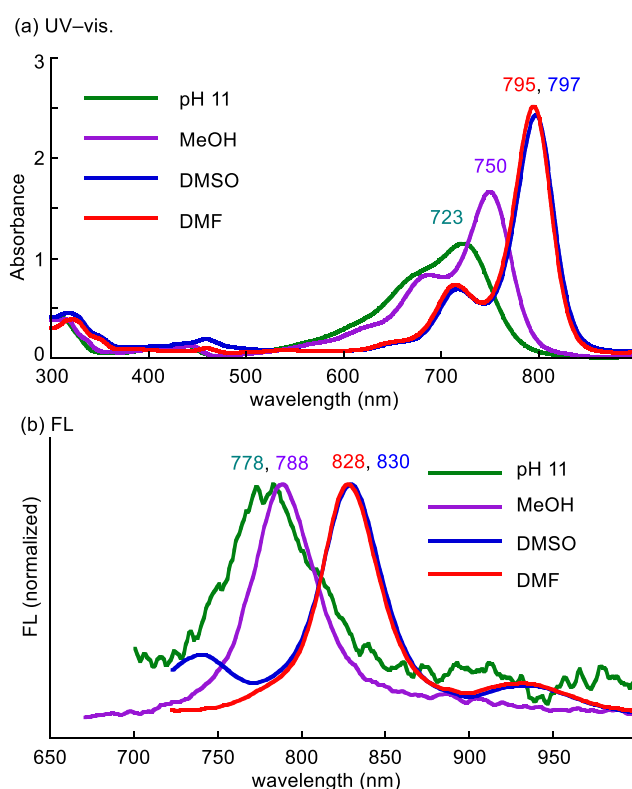 (a) UV–vis.
3
2
1
0
Absorbance
pH 11
MeOH
DMSO
DMF
723
750
795, 797
300 400 500 600 700 800
wavelength (nm)
(b) FL
FL (normalized)
778, 788
828, 830
pH 11
MeOH
DMSO
DMF
650 700 750 800 850 900 950
wavelength (nm)